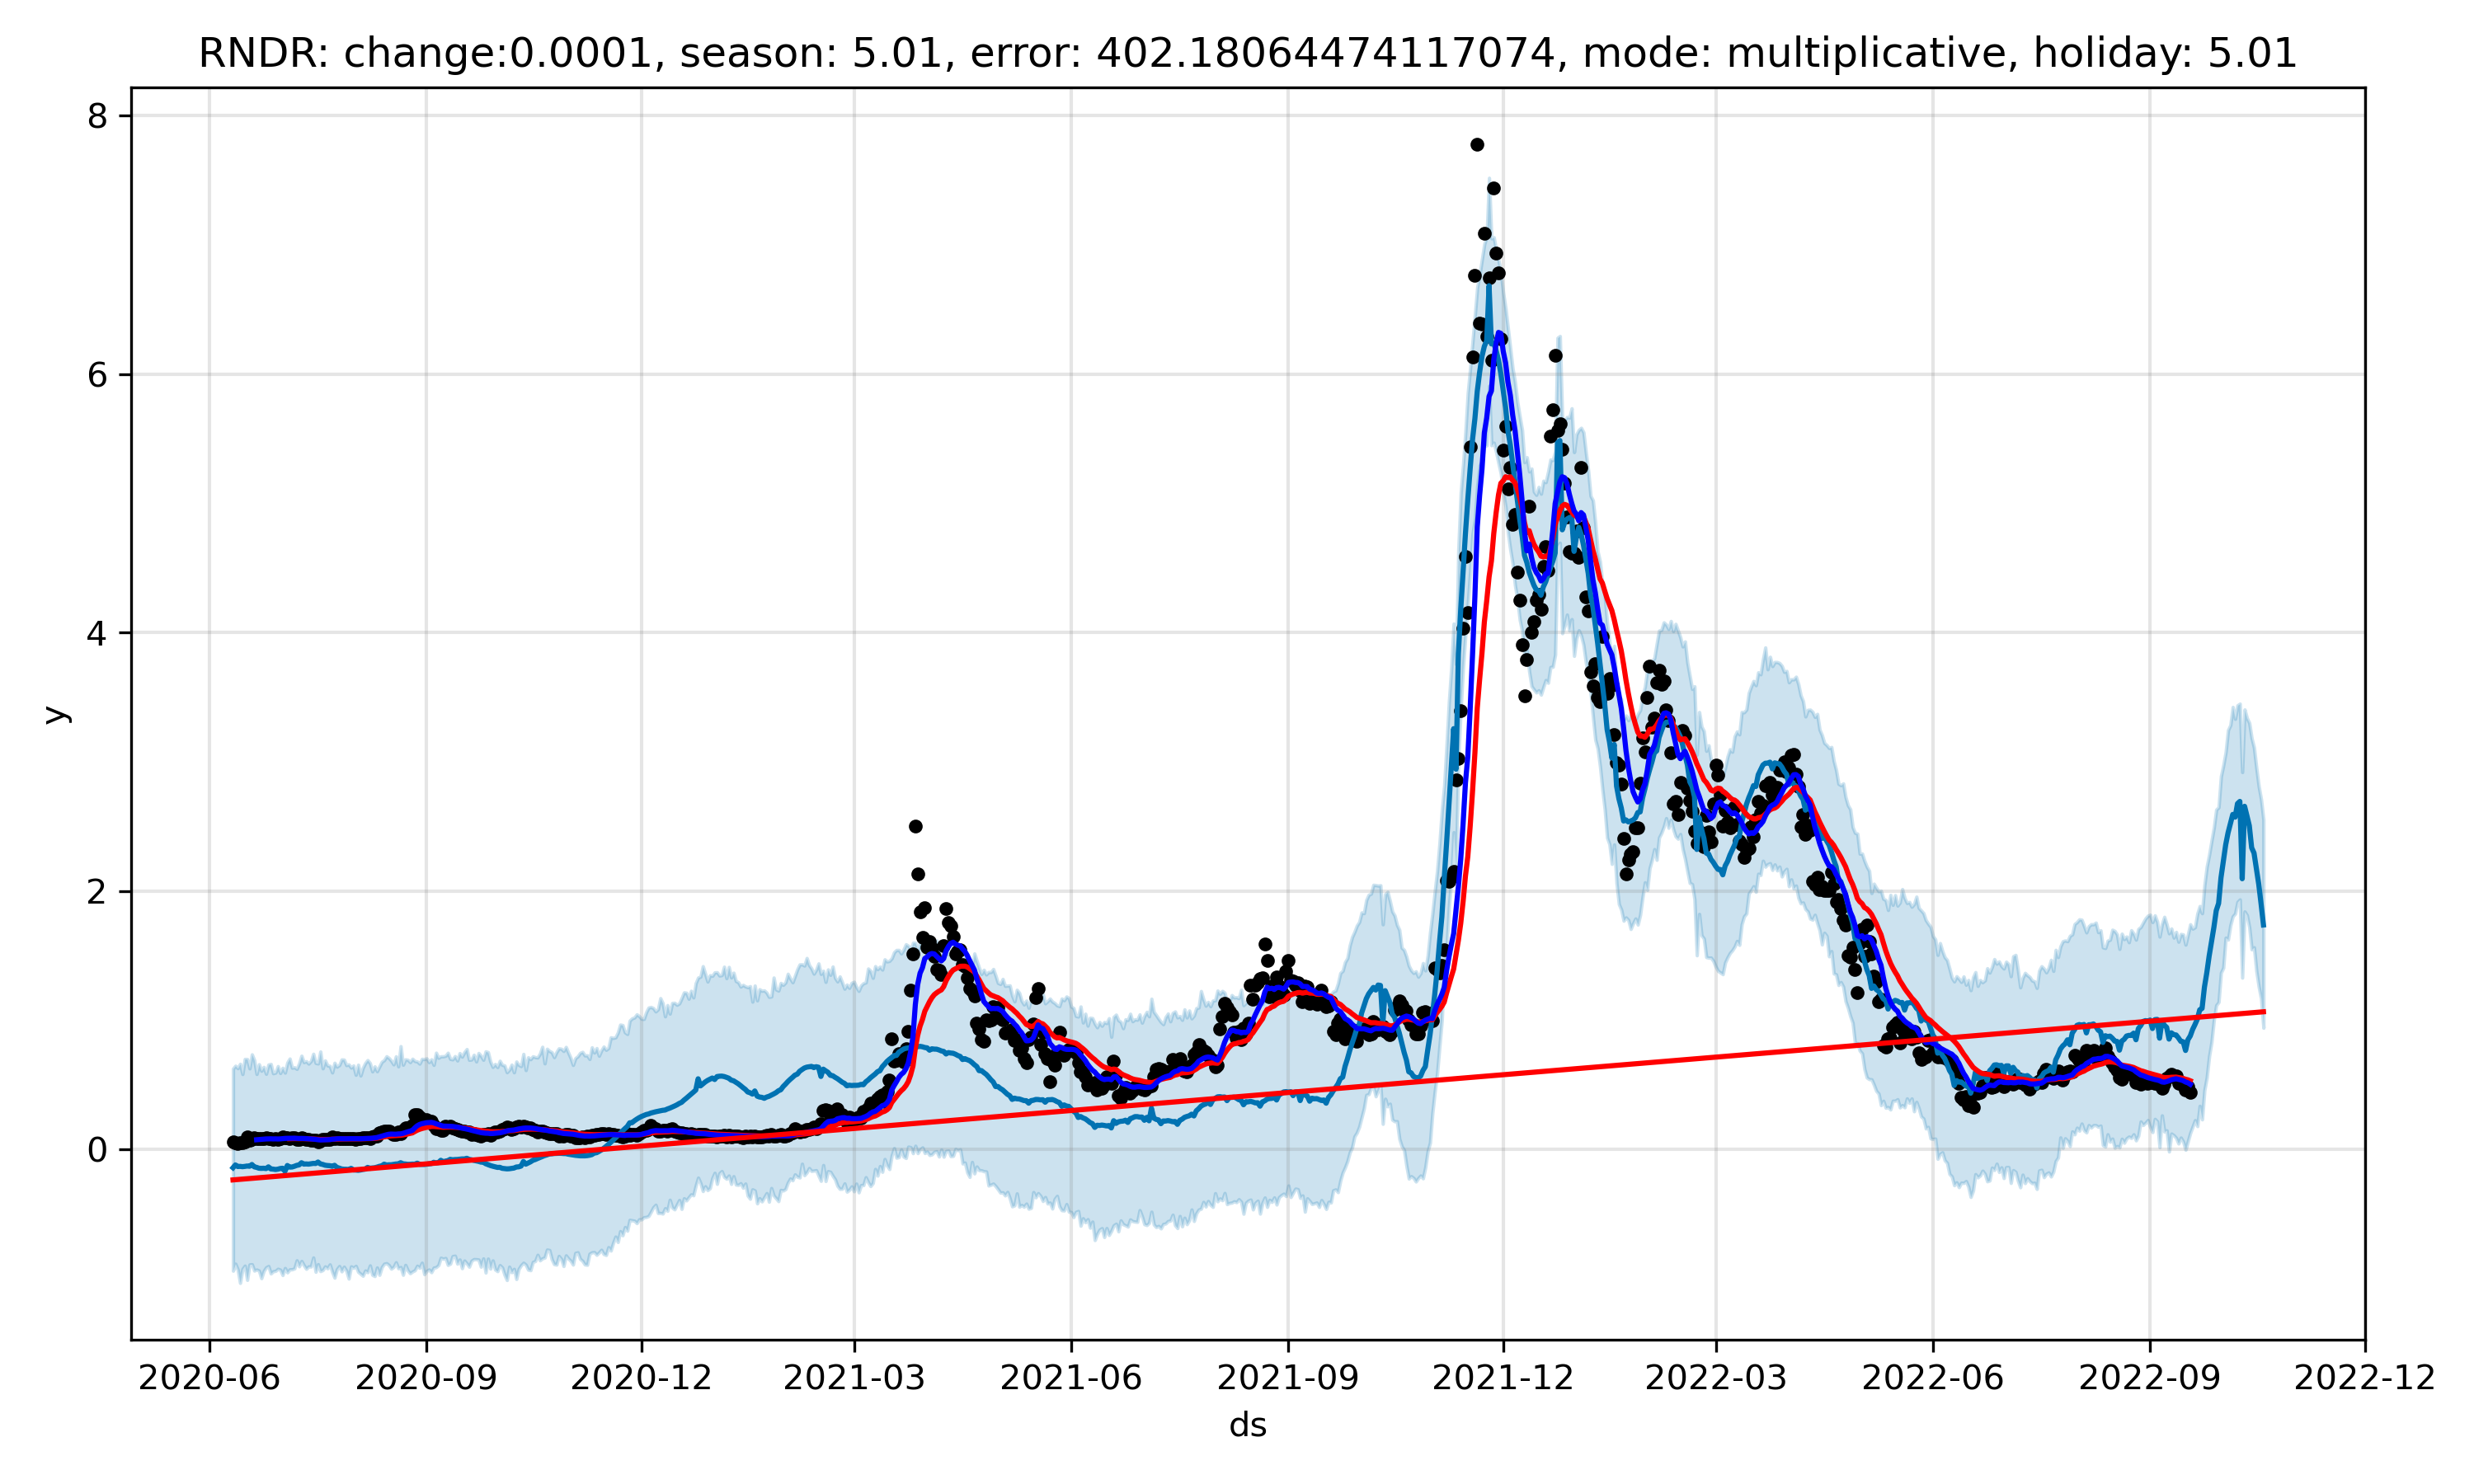 RNDR: change:0.0001, season: 5.01, error: 402.18064474117074, mode: multiplicative, holiday: 5.01
8
6
4
2
0
y
2020-06 2020-09 2020-12 2021-03 2021-06 2021-09 2021-12 2022-03 2022-06 2022-09 2022-12
ds